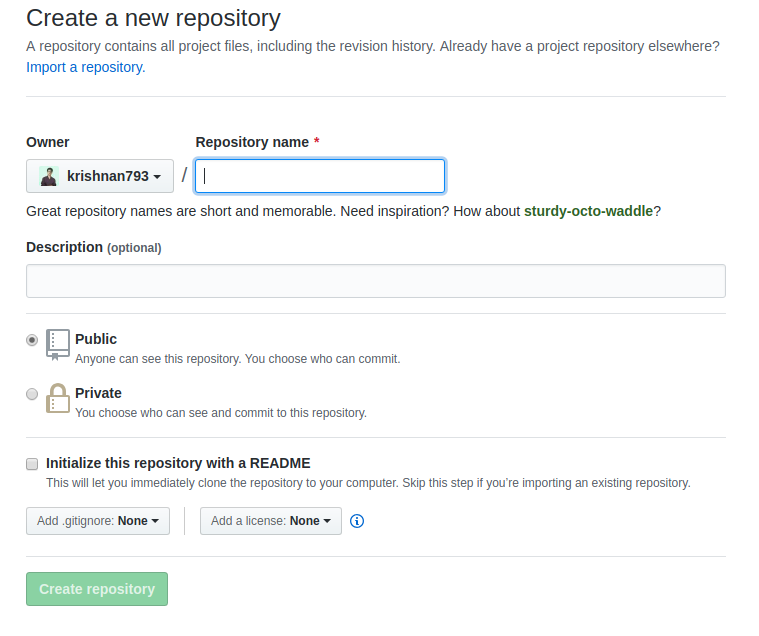 Create a new repository
A repository contains all project files, including the revision history. Already have a project repository elsewhere?
Import a repository.
Owner
Repository name *
krishnan793
/
Great repository names are short and memorable. Need inspiration? How about sturdy-octo-waddle?
Description (optional)
Public
Anyone can see this repository. You choose who can commit.
Private
You choose who can see and commit to this repository.
Initialize this repository with a README
This will let you immediately clone the repository to your computer. Skip this step if you’re importing an existing repository.
Add .gitignore: None
Add a license: None
Create repository